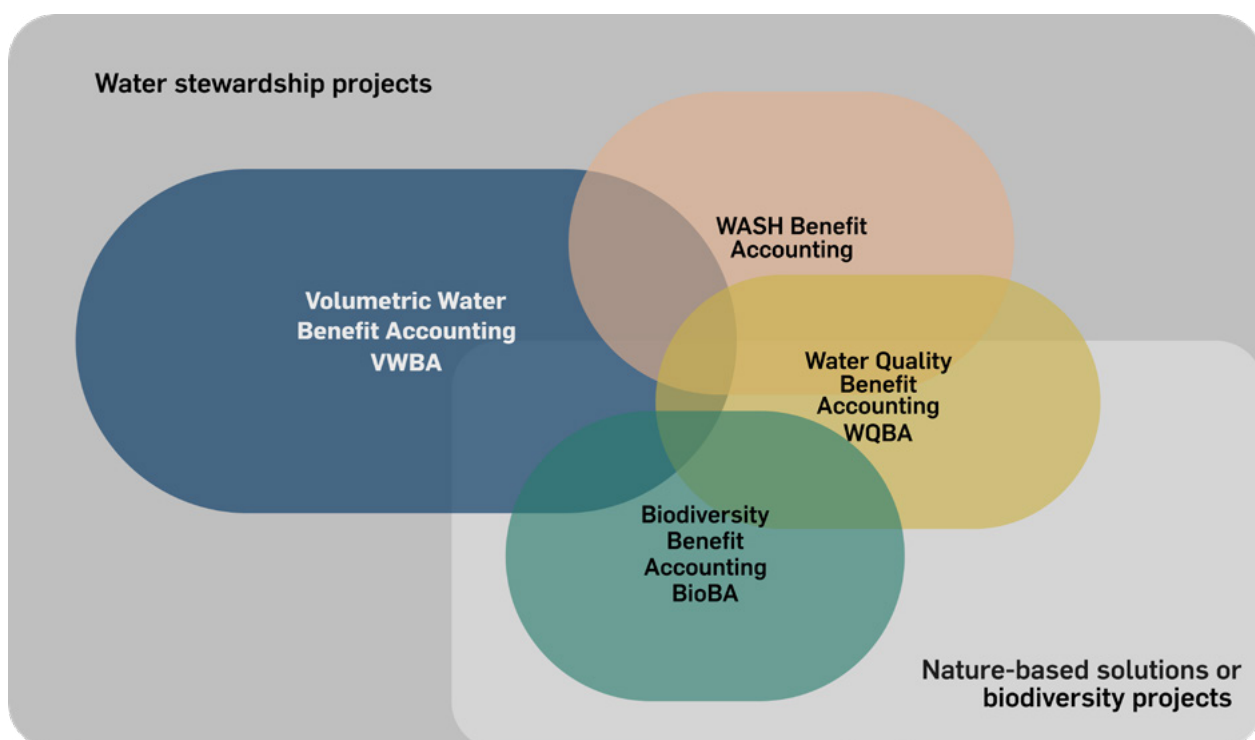 Water stewardship projects
WASH Benefit
Accounting
Volumetric Water
Benefit Accounting
VWBA
Water Quality
Benefit
Accounting
WQBA
Biodiversity
Benefit
Accounting
BioBA
Nature-based solutions or
biodiversity projects